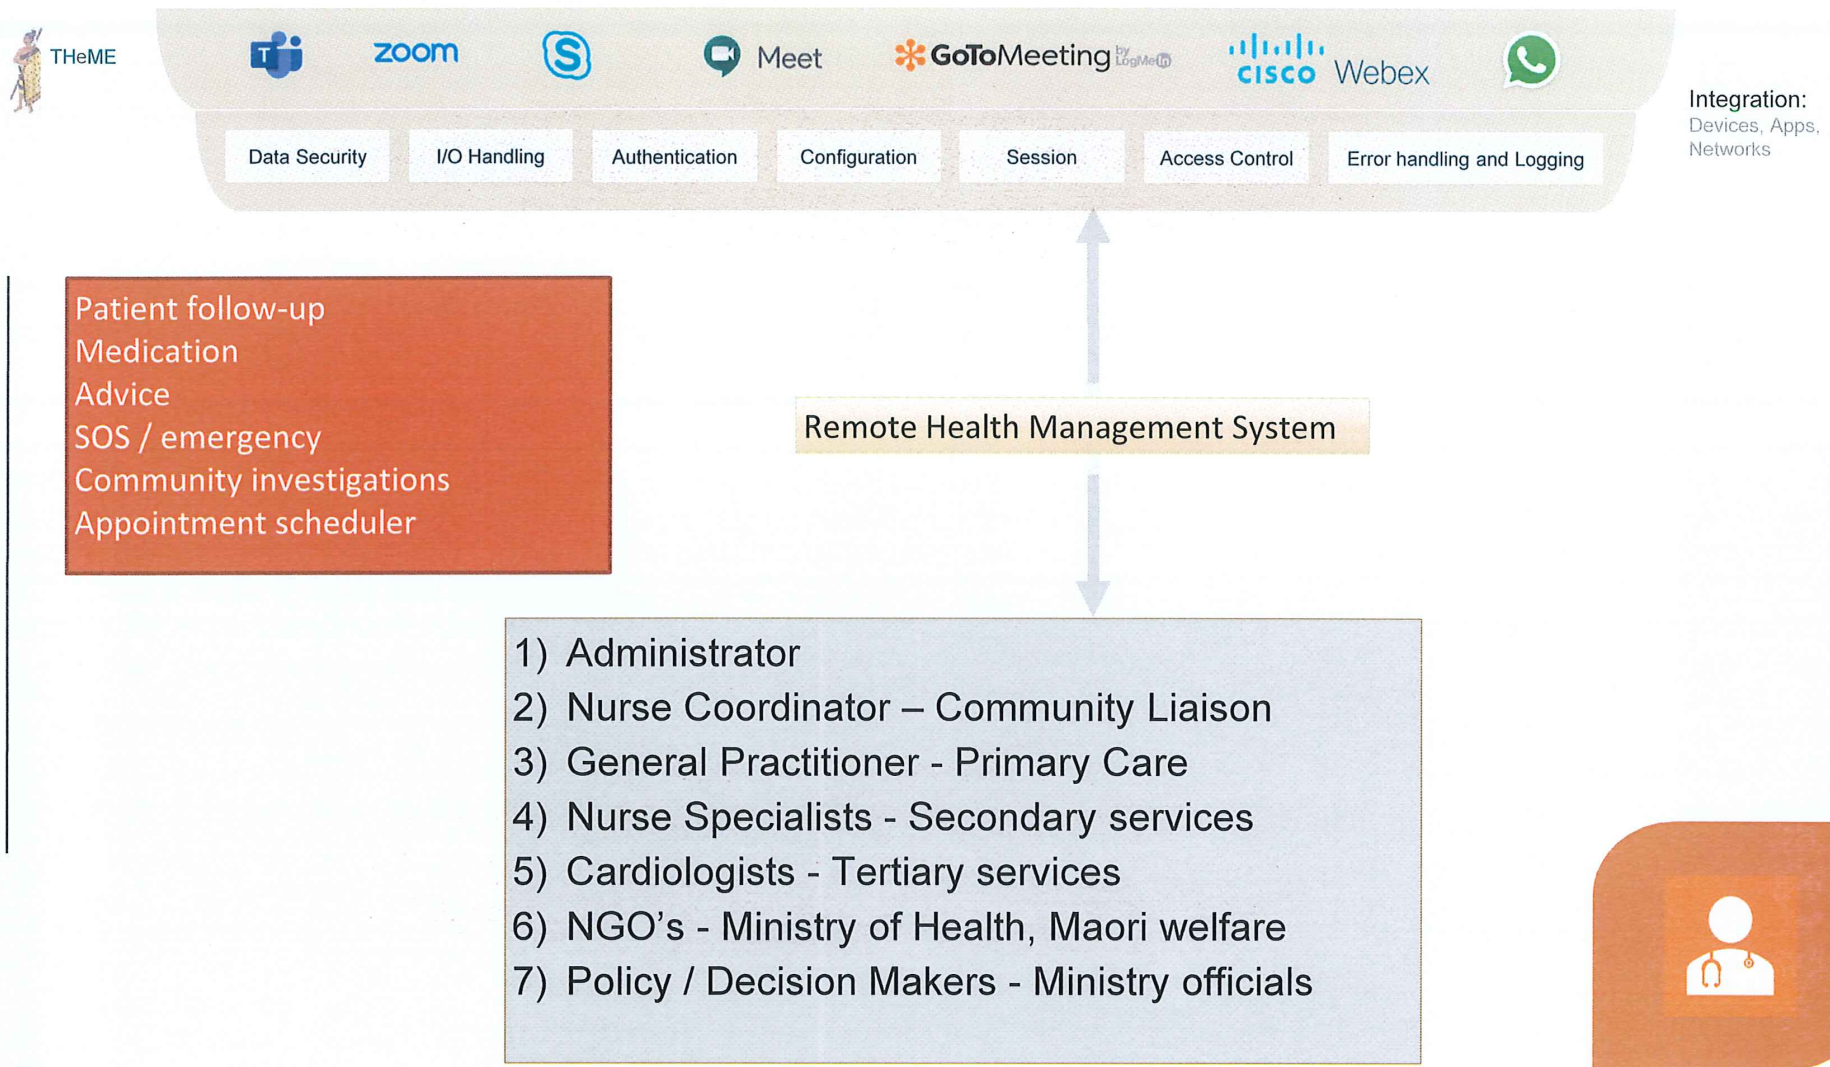 THeME
T
zoom
S
Meet
GoToMeeting by LogMeIn
CISCO Webex
Integration:
Devices, Apps,
Networks
Data Security
I/O Handling
Authentication
Configuration
Session
Access Control
Error handling and Logging
Patient follow-up
Medication
Advice
SOS / emergency
Community investigations
Appointment scheduler
Remote Health Management System
1) Administrator
2) Nurse Coordinator – Community Liaison
3) General Practitioner - Primary Care
4) Nurse Specialists - Secondary services
5) Cardiologists - Tertiary services
6) NGO’s - Ministry of Health, Maori welfare
7) Policy / Decision Makers - Ministry officials